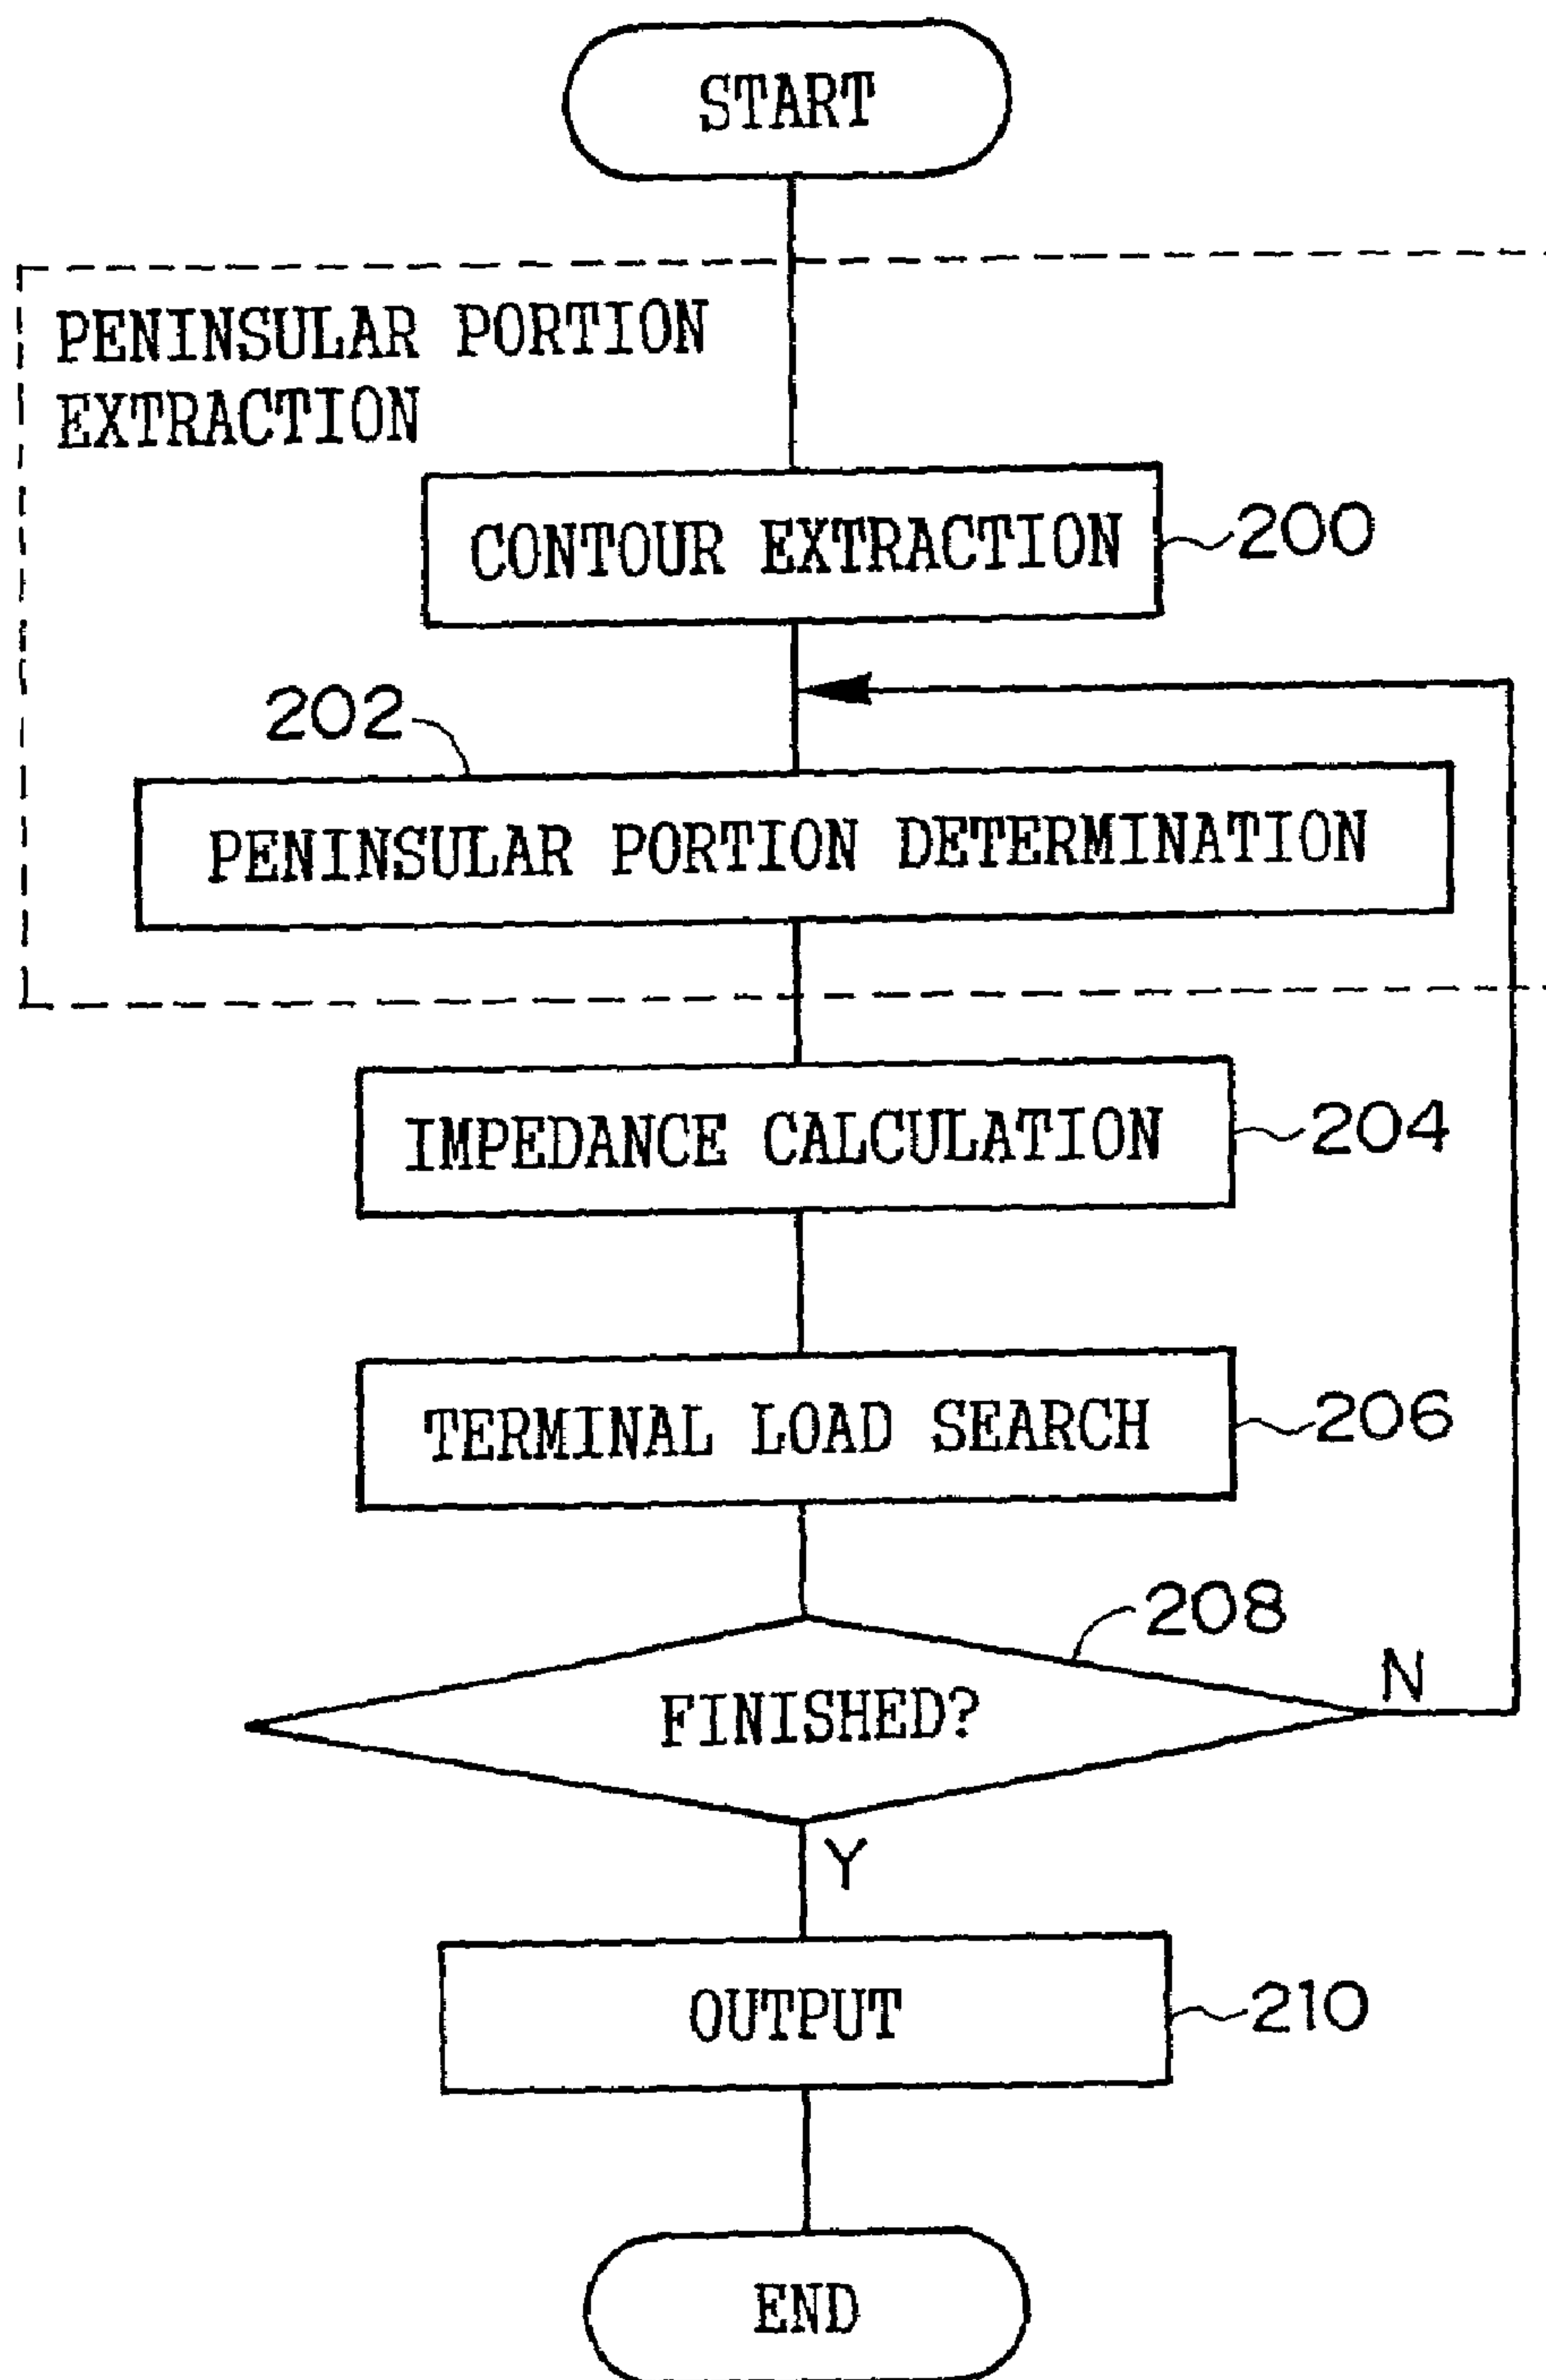 START
PENINSULAR PORTION
EXTRACTION
CONTOUR EXTRACTION
200
202
PENINSULAR PORTION DETERMINATION
IMPEDANCE CALCULATION
204
TERMINAL LOAD SEARCH
206
208
FINISHED?
N
Y
OUTPUT
210
END